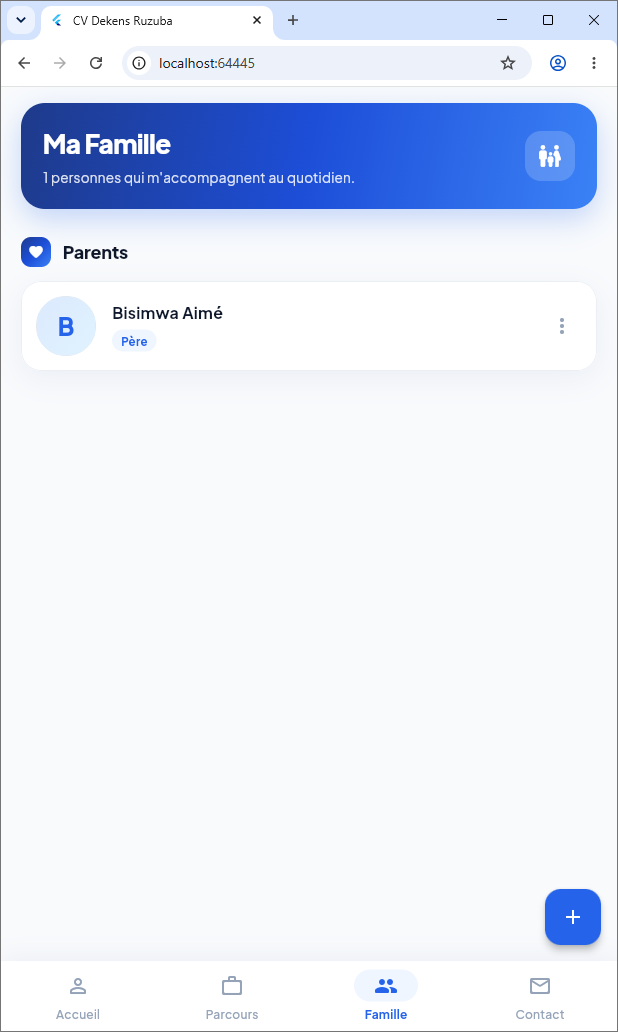 CV Dekens Ruzuba
localhost:64445
Ma Famille
1 personnes qui m'accompagnent au quotidien.
Parents
B
Bisimwa Aimé
Père
Accueil
Parcours
Famille
Contact